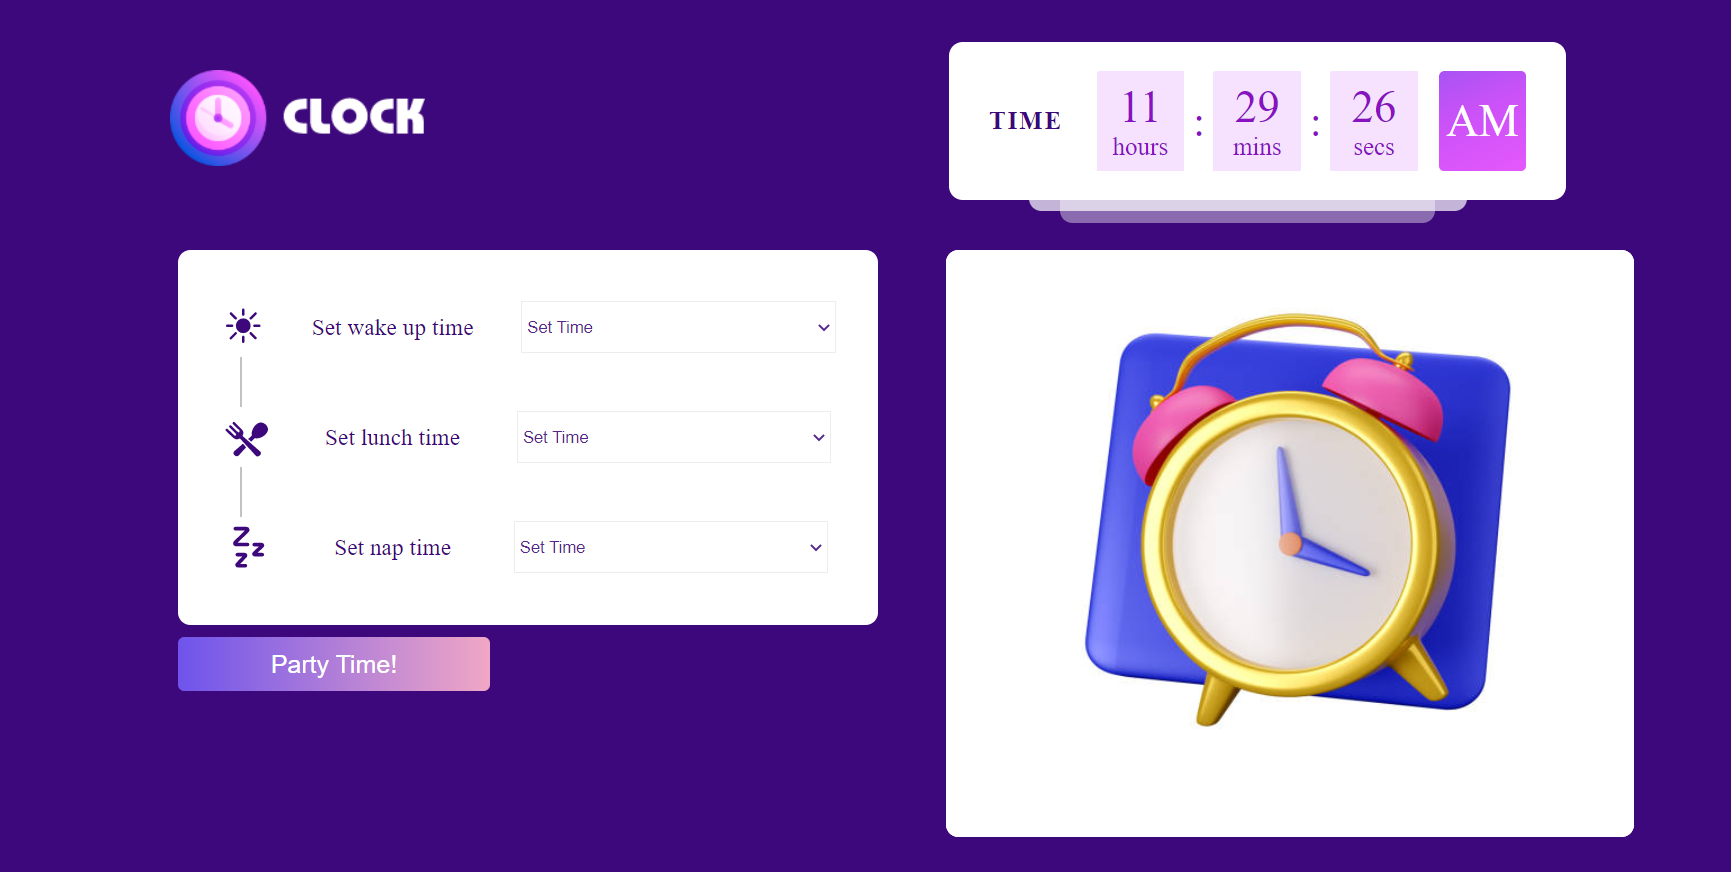 CLOCK
TIME
11 : 29 : 26 AM
hours mins secs
Set wake up time Set Time
Set lunch time Set Time
Set nap time Set Time
Party Time!